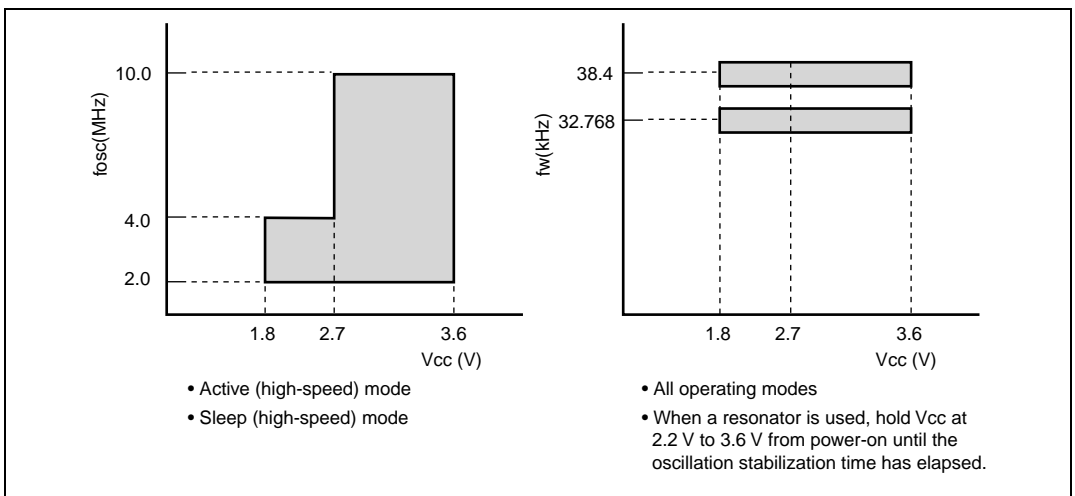 10.0
4.0
2.0
fosc(MHz)
1.8 2.7 3.6
Vcc (V)
• Active (high-speed) mode
• Sleep (high-speed) mode
38.4
32.768
fw(kHz)
1.8 2.7 3.6
Vcc (V)
• All operating modes
• When a resonator is used, hold Vcc at
2.2 V to 3.6 V from power-on until the
oscillation stabilization time has elapsed.